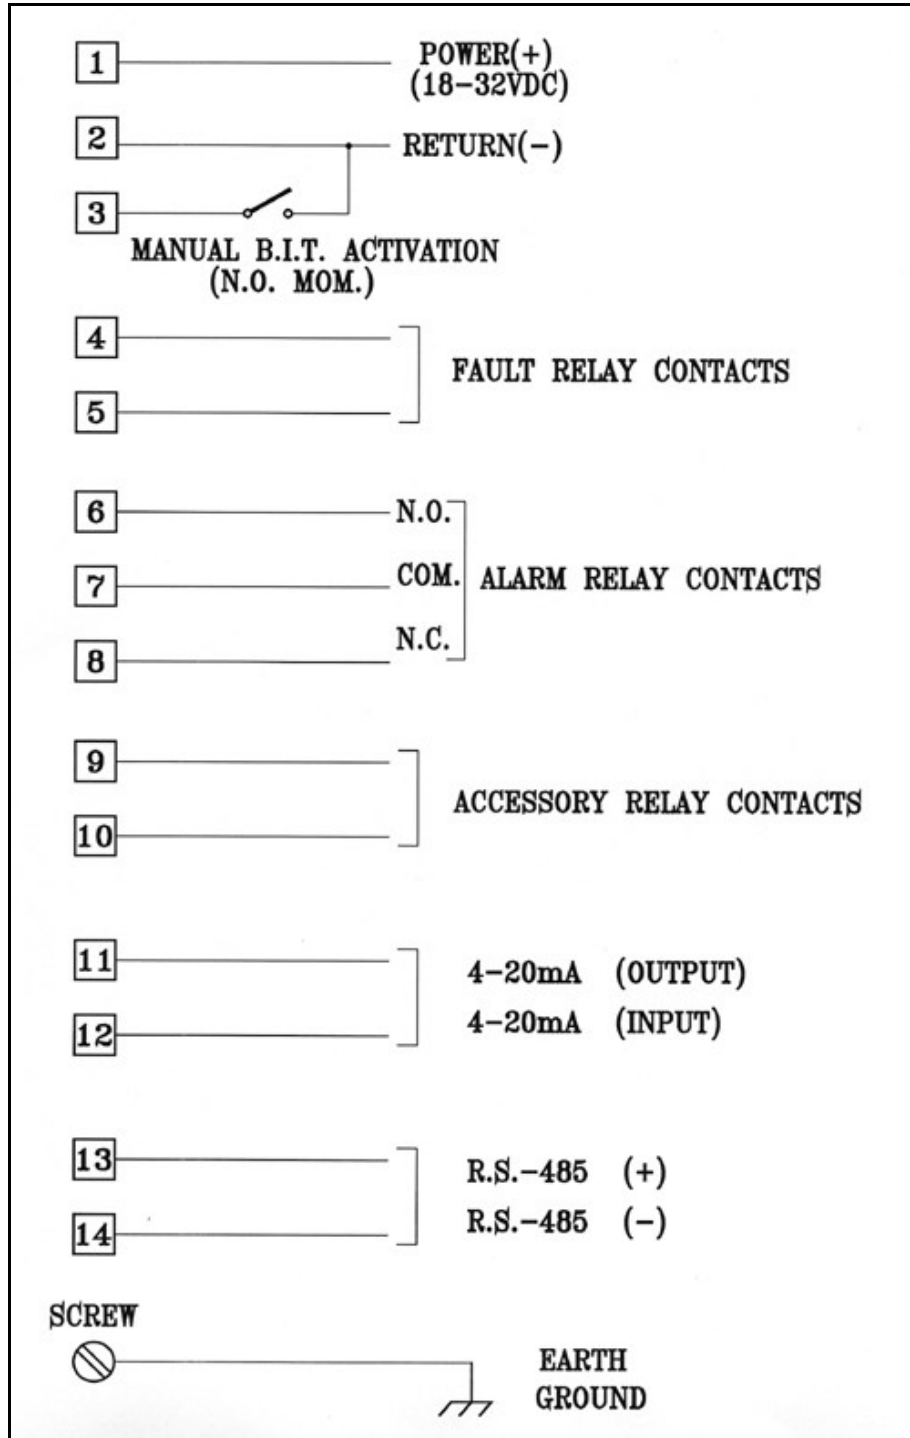 1 POWER(+)
(18-32VDC)
2 RETURN(-)
3
MANUAL B.I.T. ACTIVATION
(N.O. MOM.)
4
FAULT RELAY CONTACTS
5
6 N.O.
7 COM. ALARM RELAY CONTACTS
8 N.C.
9
ACCESSORY RELAY CONTACTS
10
11
4-20mA (OUTPUT)
12 4-20mA (INPUT)
13
R.S.-485 (+)
14 R.S.-485 (-)
SCREW
EARTH
GROUND